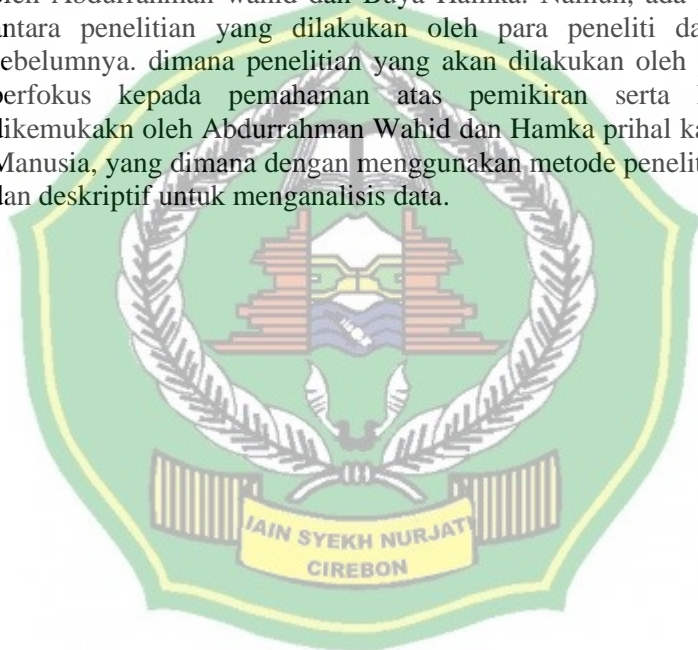 oleh Abdurrahman wahid dan Buya Hamka. Namun, ada
antara penelitian yang dilakukan oleh para peneliti da
sebelumnya. dimana penelitian yang akan dilakukan oleh
berfokus kepada pemahaman atas pemikiran serta
dikemukakn oleh Abdurrahman Wahid dan Hamka prihal ka
Manusia, yang dimana dengan menggunakan metode penelit
dan deskriptif untuk menganalisis data.
IAIN SYEKH NURJATI
CIREBON